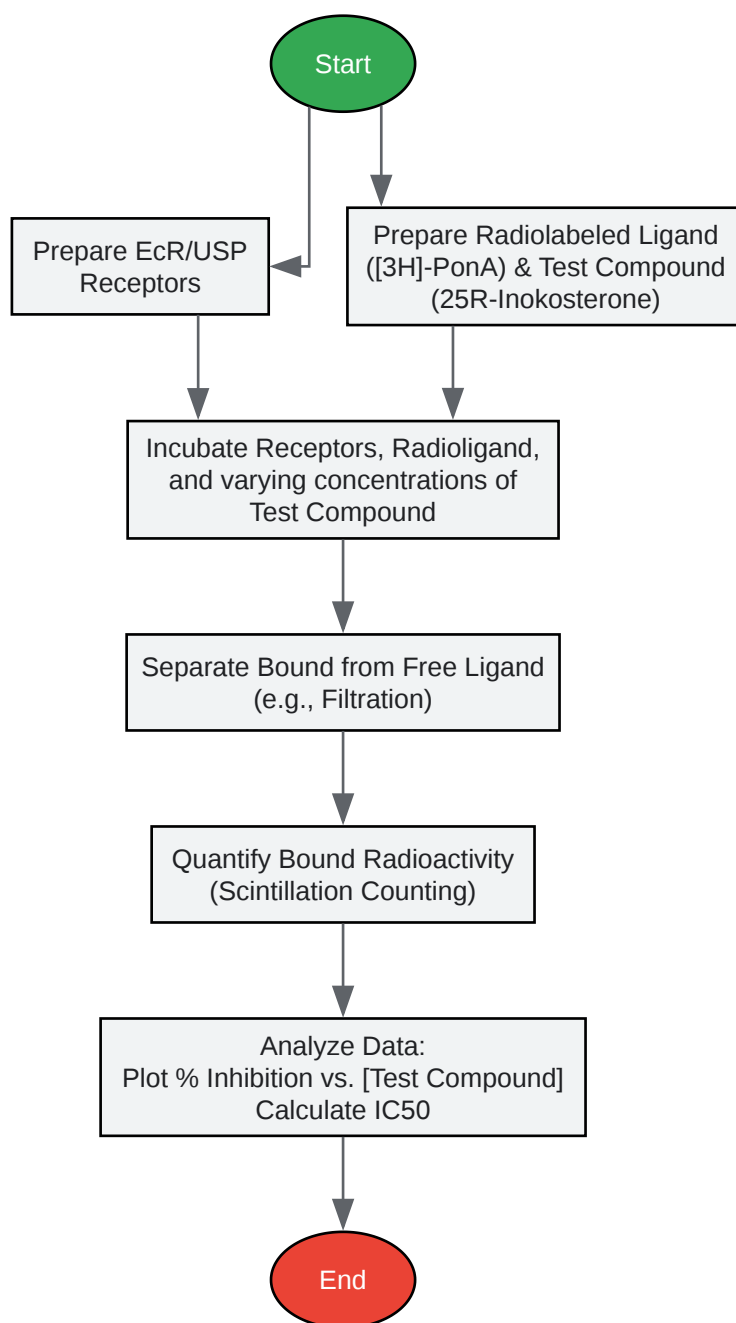 Start
Prepare EcR/USP
Receptors
Prepare Radiolabeled Ligand
([3H]-PonA) & Test Compound
(25R-Inokosterone)
Incubate Receptors, Radioligand,
and varying concentrations of
Test Compound
Separate Bound from Free Ligand
(e.g., Filtration)
Quantify Bound Radioactivity
(Scintillation Counting)
Analyze Data:
Plot % Inhibition vs. [Test Compound]
Calculate IC50
End